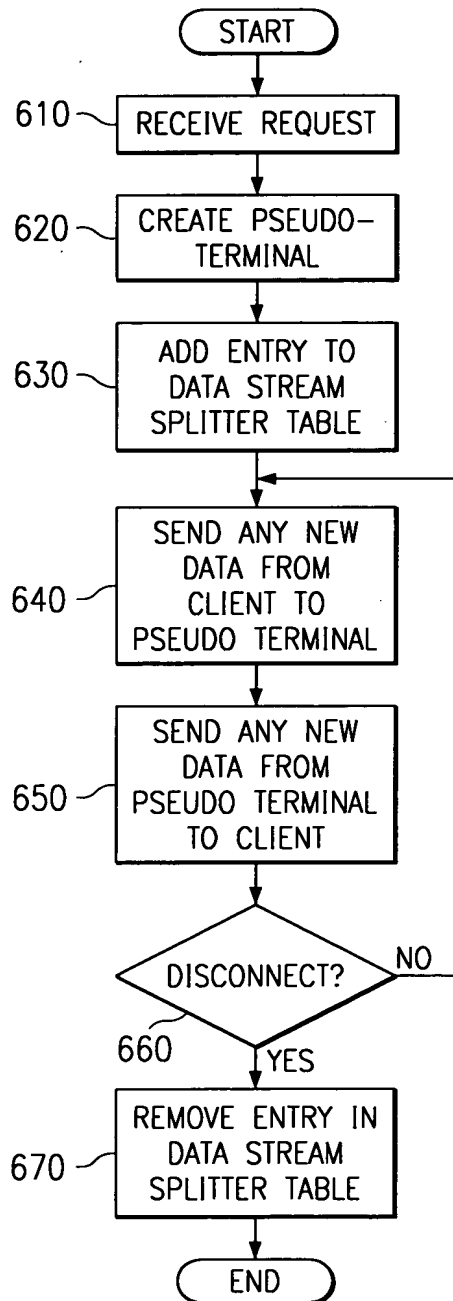 START
610
RECEIVE REQUEST
620
CREATE PSEUDO-
TERMINAL
630
ADD ENTRY TO
DATA STREAM
SPLITTER TABLE
640
SEND ANY NEW
DATA FROM
CLIENT TO
PSEUDO TERMINAL
650
SEND ANY NEW
DATA FROM
PSEUDO TERMINAL
TO CLIENT
DISCONNECT?
NO
660
YES
670
REMOVE ENTRY IN
DATA STREAM
SPLITTER TABLE
END